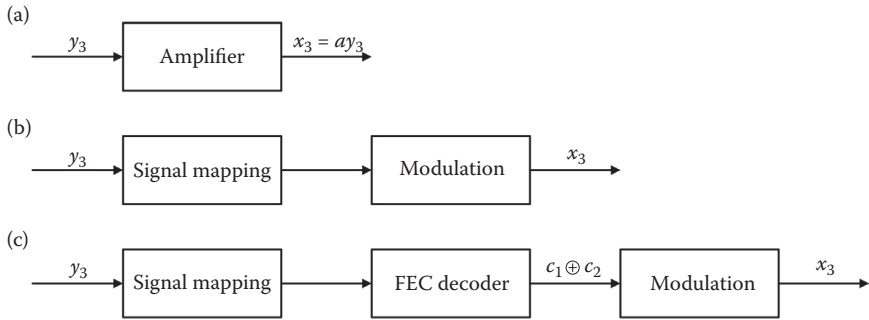 (a)
y₃ Amplifier x₃ = ay₃
(b)
y₃ Signal mapping Modulation x₃
(c)
y₃ Signal mapping FEC decoder c₁ ⊕ c₂ Modulation x₃